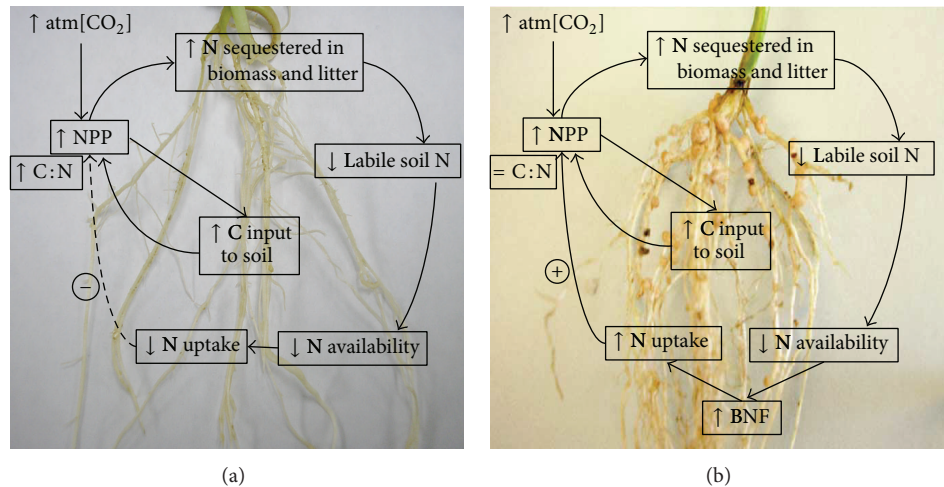 ↑ atm[CO₂]
↑ N sequestered in
biomass and litter
↑ NPP
↑ C:N
↓ Labile soil N
↑ C input
to soil
−
↓ N uptake
↓ N availability
(a)
↑ atm[CO₂]
↑ N sequestered in
biomass and litter
↑ NPP
= C:N
↓ Labile soil N
↑ C input
to soil
+
↑ N uptake
↓ N availability
↑ BNF
(b)